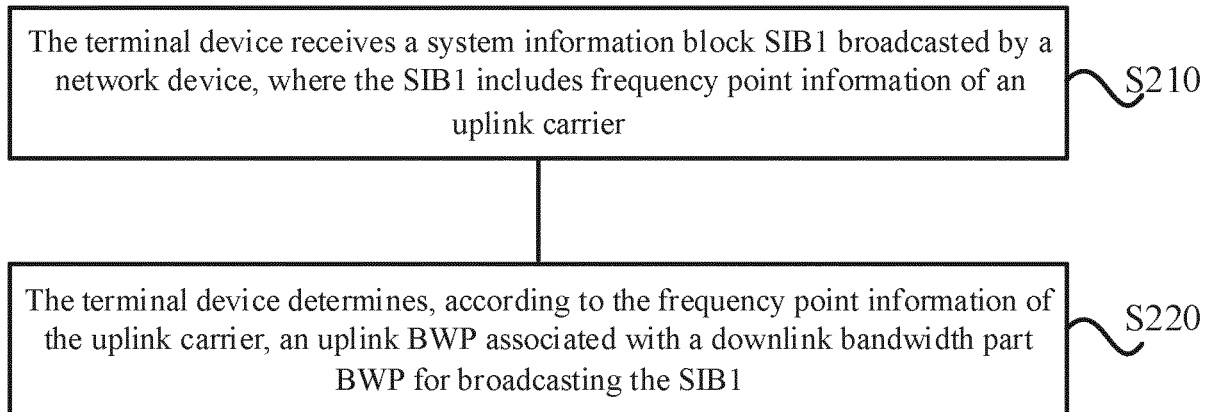 The terminal device receives a system information block SIB1 broadcasted by a
network device, where the SIB1 includes frequency point information of an
uplink carrier
S210
The terminal device determines, according to the frequency point information of
the uplink carrier, an uplink BWP associated with a downlink bandwidth part
BWP for broadcasting the SIB1
S220